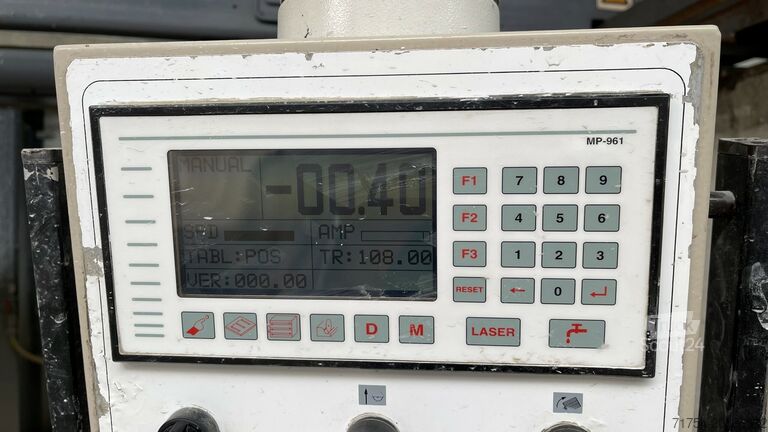 MP-961
MANUAL
-00.40
SPD AMP
TABL:POS TR:108.00
VER:000.00
F1 7 8 9
F2 4 5 6
F3 1 2 3
RESET ← 0 ↵
D M LASER